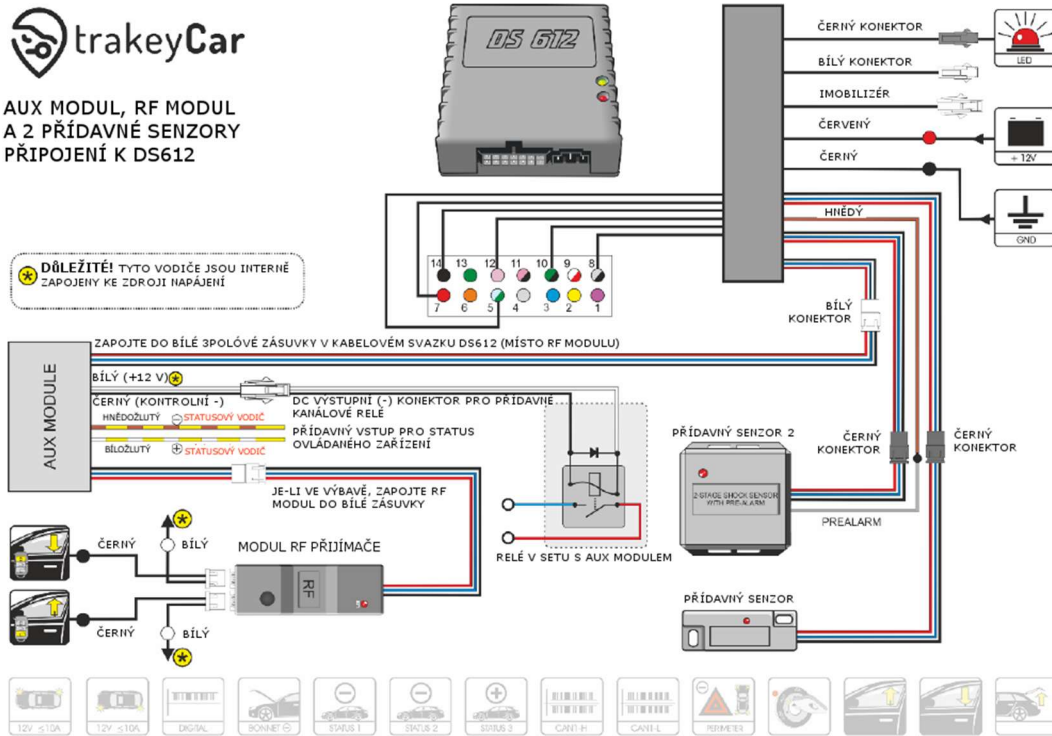 trakeyCar
AUX MODUL, RF MODUL
A 2 PŘÍDAVNÉ SENZORY
PŘIPOJENÍ K DS612
DŮLEŽITÉ! TYTO VODIČE JSOU INTERNĚ
ZAPOJENY KE ZDROJI NAPÁJENÍ
DS 612
ČERNÝ KONEKTOR
LED
BÍLÝ KONEKTOR
IMOBILIZÉR
ČERVENÝ
+ 12V
ČERNÝ
HNĚDÝ
GND
14 13 12 11 10 9 8
7 6 5 4 3 2 1
BÍLÝ
KONEKTOR
ZAPOJTE DO BÍLÉ 3PÓLÓVÉ ZÁSUVKY V KABELOVÉM SVAZKU DS612 (MÍSTO RF MODULU)
AUX MODULE
BÍLÝ (+12 V)
ČERNÝ (KONTROLNÍ -)
DC VÝSTUPNÍ (-) KONEKTOR PRO PŘÍDAVNÉ
KANÁLOVÉ RELÉ
HNĚDOŽLUTÝ
STATUSOVÝ VODIČ
BÍLOŽLUTÝ
STATUSOVÝ VODIČ
PŘÍDAVNÝ VSTUP PRO STATUS
OVLÁDANÉHO ZAŘÍZENÍ
JE-LI VE VÝBAVĚ, ZAPOJTE RF
MODUL DO BÍLÉ ZÁSUVKY
RELÉ V SETU S AUX MODULEM
PŘÍDAVNÝ SENZOR 2
2-STAGE SHOCK SENSOR
WITH PRE-ALARM
ČERNÝ
KONEKTOR
ČERNÝ
KONEKTOR
PREALARM
ČERNÝ
BÍLÝ
MODUL RF PŘIJÍMAČE
RF
ČERNÝ
BÍLÝ
PŘÍDAVNÝ SENZOR
12V ≤10A
12V ≤10A
DIGITAL
BONNET
STATUS 1
STATUS 2
STATUS 3
CAN1-H
CAN1-L
PERIMETER